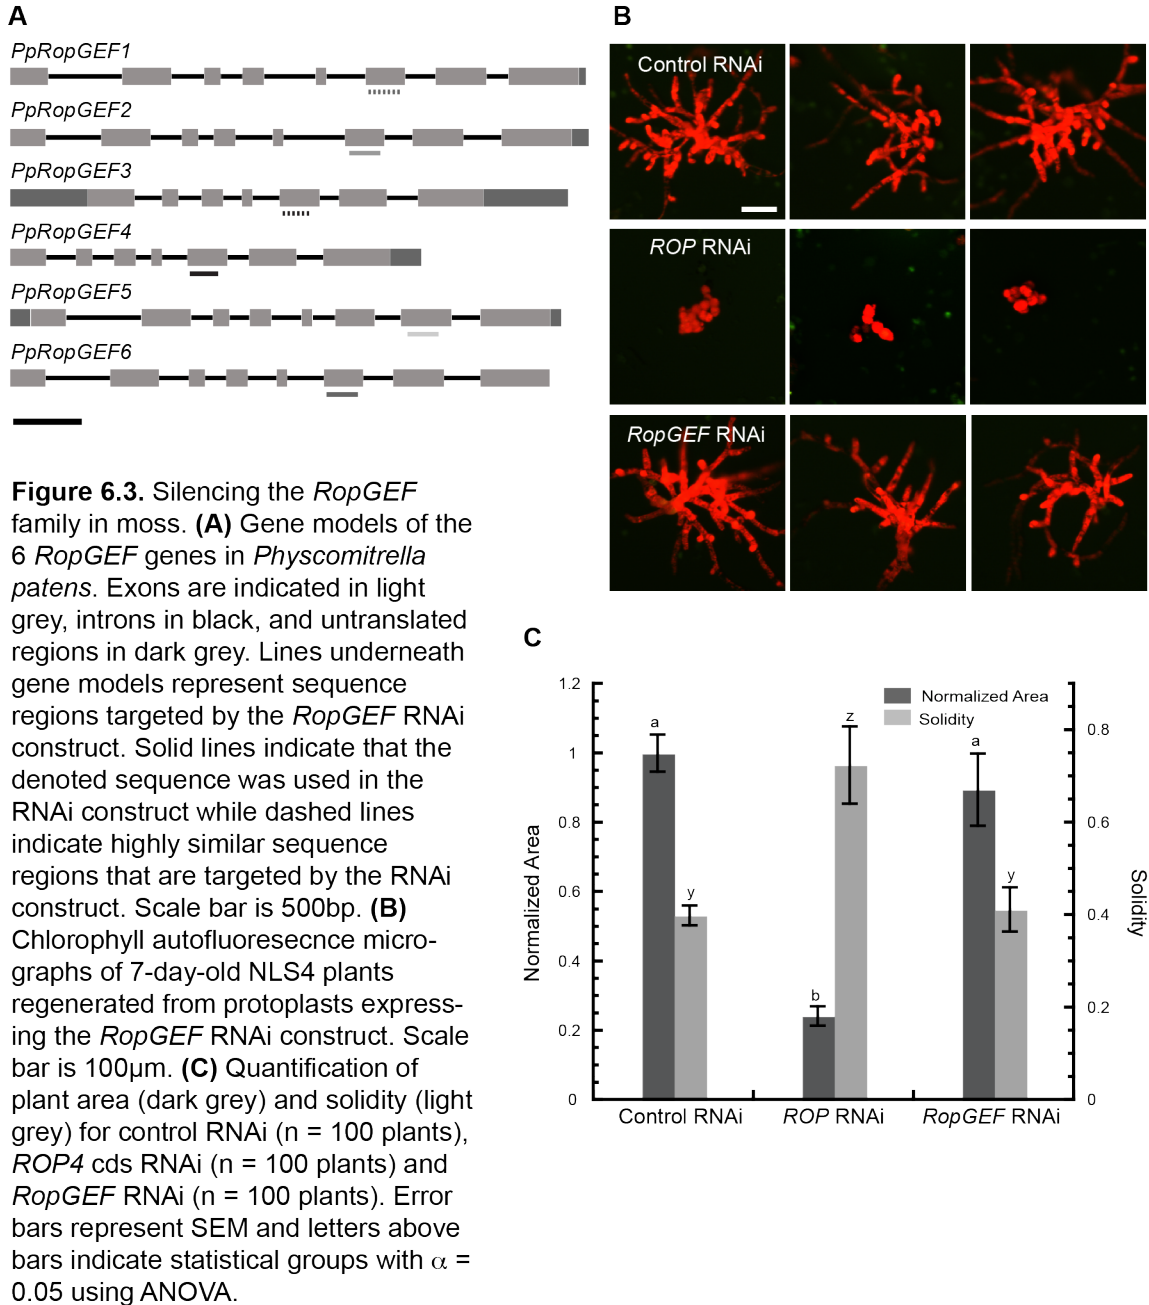 A
PpRopGEF1
PpRopGEF2
PpRopGEF3
PpRopGEF4
PpRopGEF5
PpRopGEF6
B
Control RNAi
ROP RNAi
RopGEF RNAi
Figure 6.3. Silencing the RopGEF
family in moss. (A) Gene models of the
6 RopGEF genes in Physcomitrella
patens. Exons are indicated in light
grey, introns in black, and untranslated
regions in dark grey. Lines underneath
gene models represent sequence
regions targeted by the RopGEF RNAi
construct. Solid lines indicate that the
denoted sequence was used in the
RNAi construct while dashed lines
indicate highly similar sequence
regions that are targeted by the RNAi
construct. Scale bar is 500bp. (B)
Chlorophyll autofluoresecnce micro-
graphs of 7-day-old NLS4 plants
regenerated from protoplasts express-
ing the RopGEF RNAi construct. Scale
bar is 100µm. (C) Quantification of
plant area (dark grey) and solidity (light
grey) for control RNAi (n = 100 plants),
ROP4 cds RNAi (n = 100 plants) and
RopGEF RNAi (n = 100 plants). Error
bars represent SEM and letters above
bars indicate statistical groups with α =
0.05 using ANOVA.
C
Normalized Area
Solidity
1.2
1
0.8
0.6
0.4
0.2
0
Normalized Area
a
y
b
z
a
y
0.8
0.6
0.4
0.2
0
Solidity
Control RNAi
ROP RNAi
RopGEF RNAi